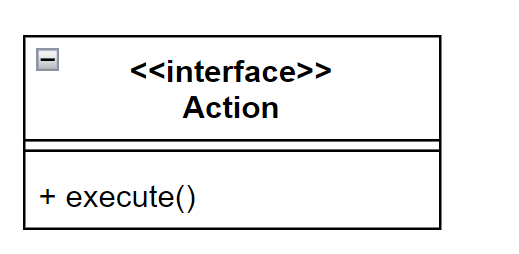 <<interface>>
Action
+ execute()